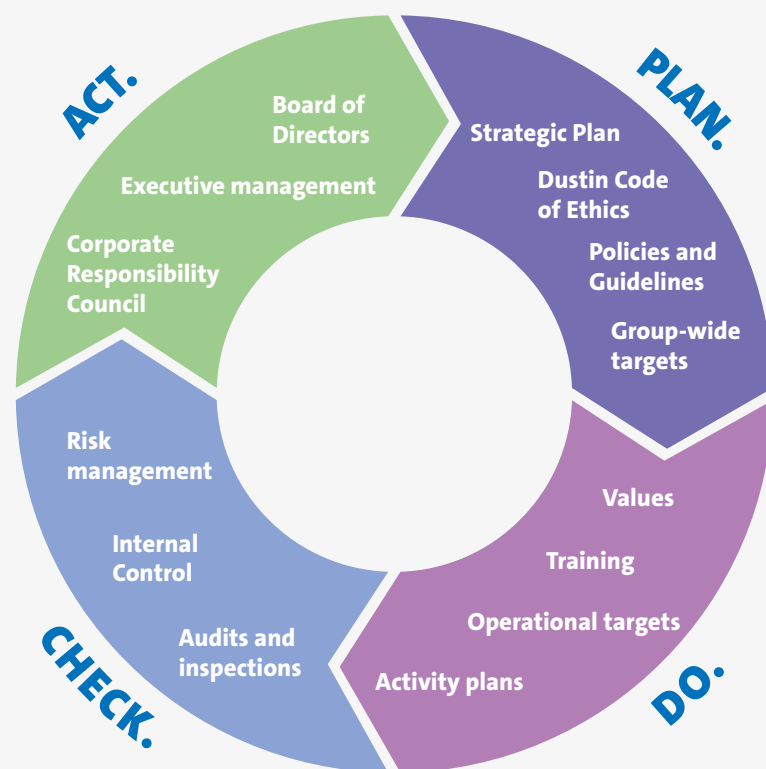 PLAN.
Strategic Plan
Dustin Code
of Ethics
Policies and
Guidelines
Group-wide
targets
DO.
Values
Training
Operational targets
Activity plans
CHECK.
Audits and
inspections
Internal
Control
Risk
management
ACT.
Corporate
Responsibility
Council
Executive management
Board of
Directors